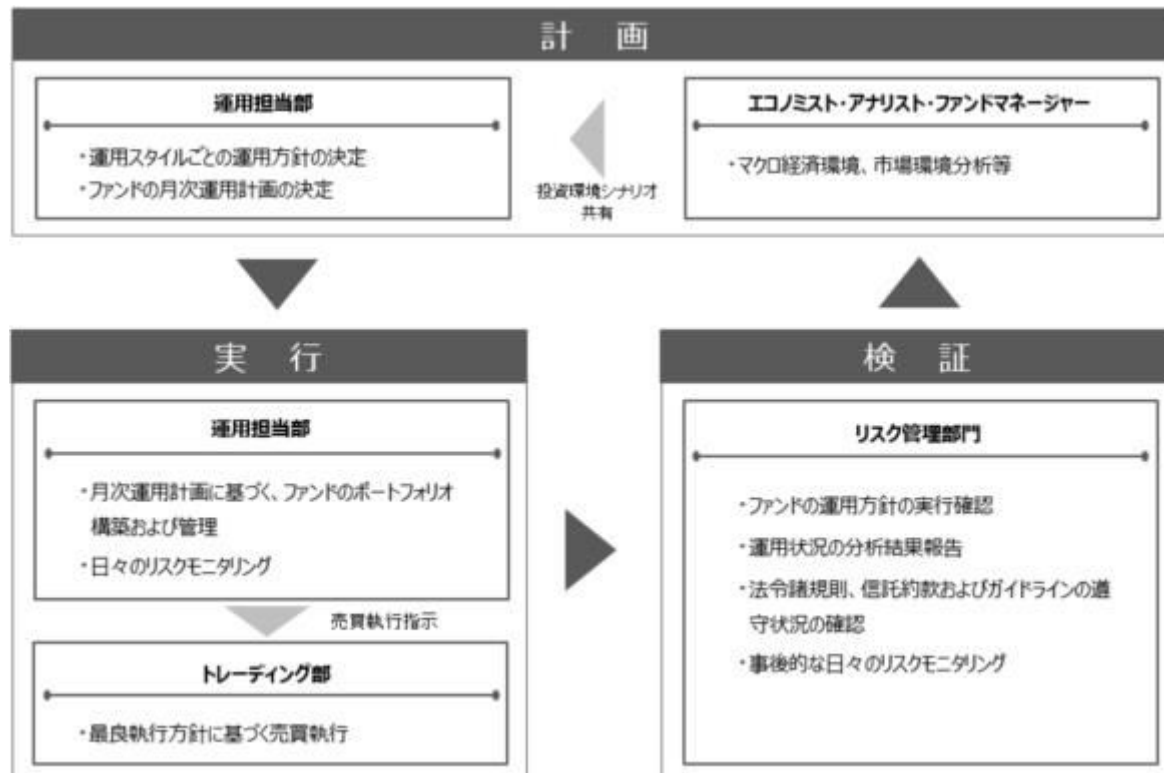 計 画
運用担当部
・運用スタイルごとの運用方針の決定
・ファンドの月次運用計画の決定
投資環境シナリオ
共有
エコノミスト・アナリスト・ファンドマネージャー
・マクロ経済環境、市場環境分析等
実 行
運用担当部
・月次運用計画に基づく、ファンドのポートフォリオ
構築および管理
・日々のリスクモニタリング
売買執行指示
トレーディング部
・最良執行方針に基づく売買執行
検 証
リスク管理部門
・ファンドの運用方針の実行確認
・運用状況の分析結果報告
・法令諸規則、信託約款およびガイドラインの遵
守状況の確認
・事後的な日々のリスクモニタリング